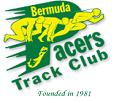 Bermuda
Pacers
Track Club
Founded in 1981